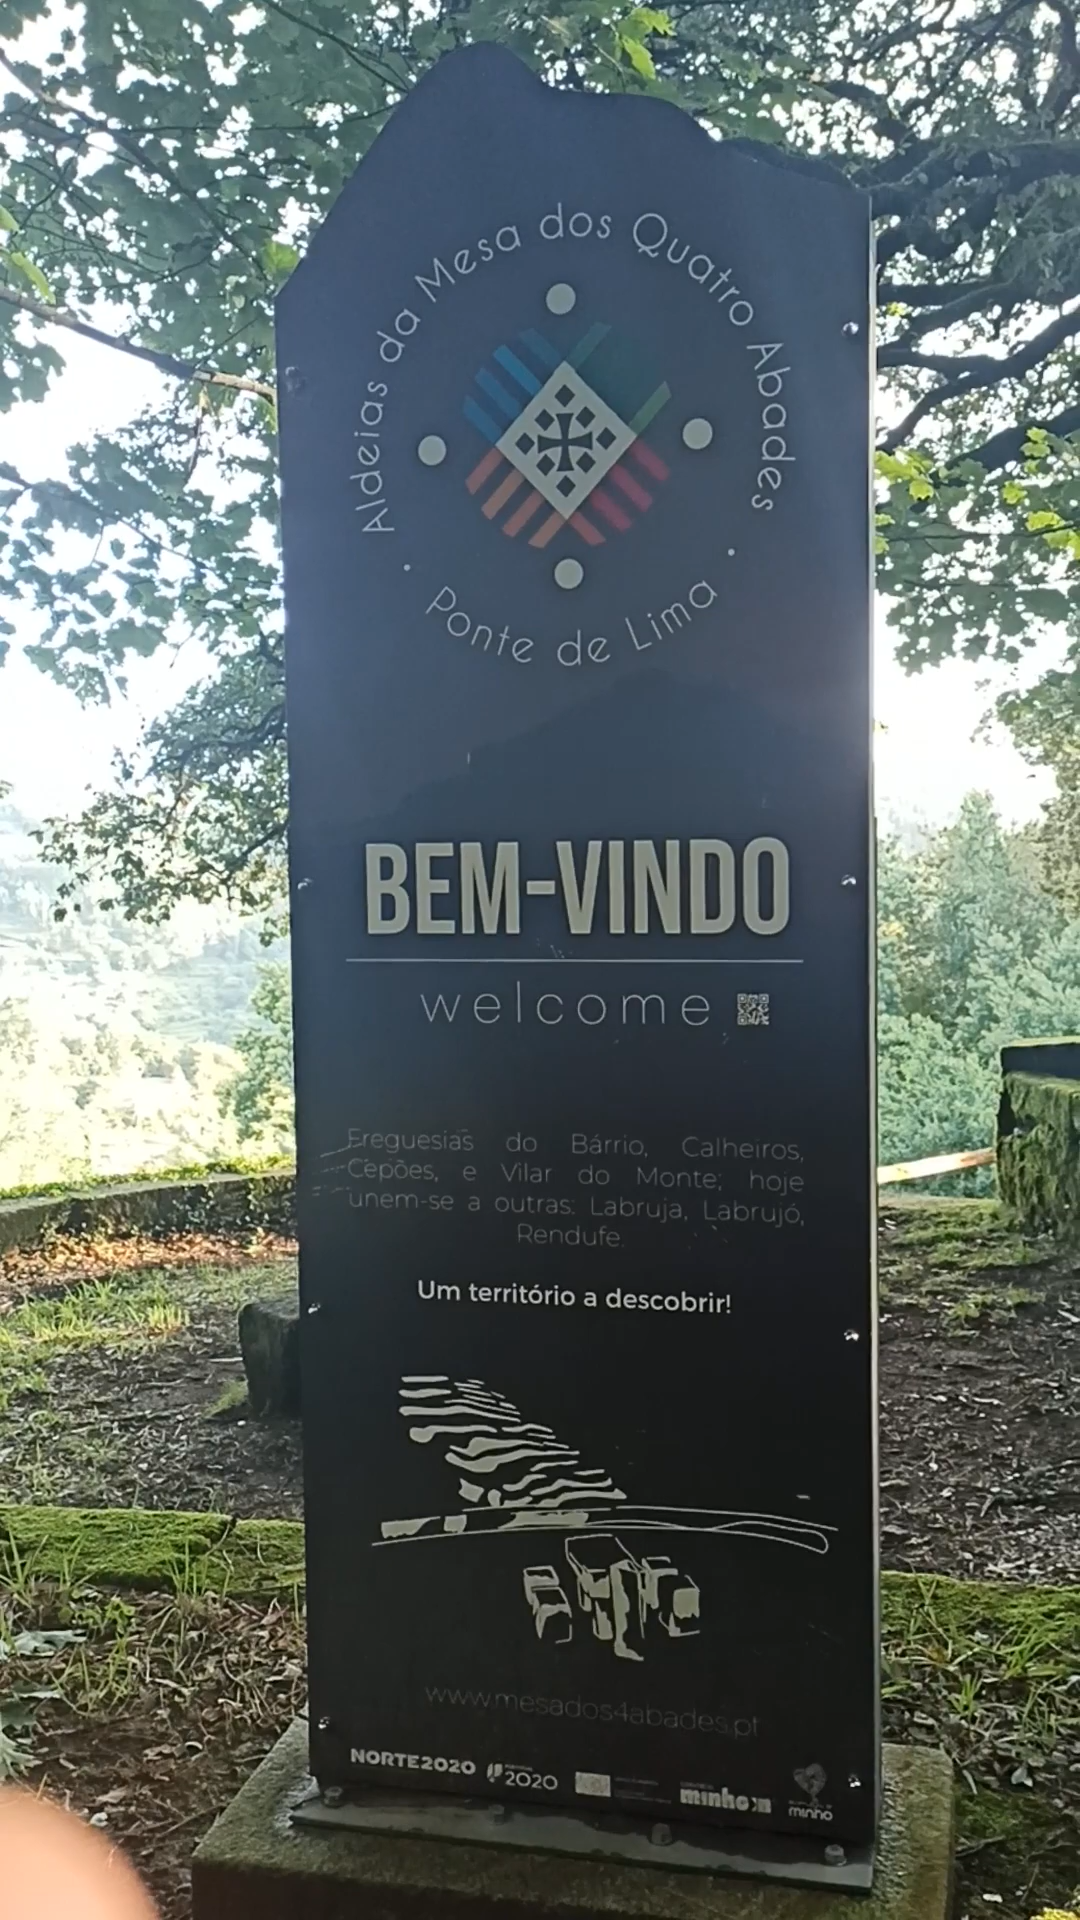 Aldeias da Mesa dos Quatro Abades
· Ponte de Lima ·
BEM-VINDO
welcome
Freguesias do Bárrio, Calheiros,
Cepões, e Vilar do Monte; hoje
unem-se a outras: Labruja, Labrujó,
Rendufe.
Um território a descobrir!
www.mesados4abades.pt
NORTE2020
2020
minho
minho